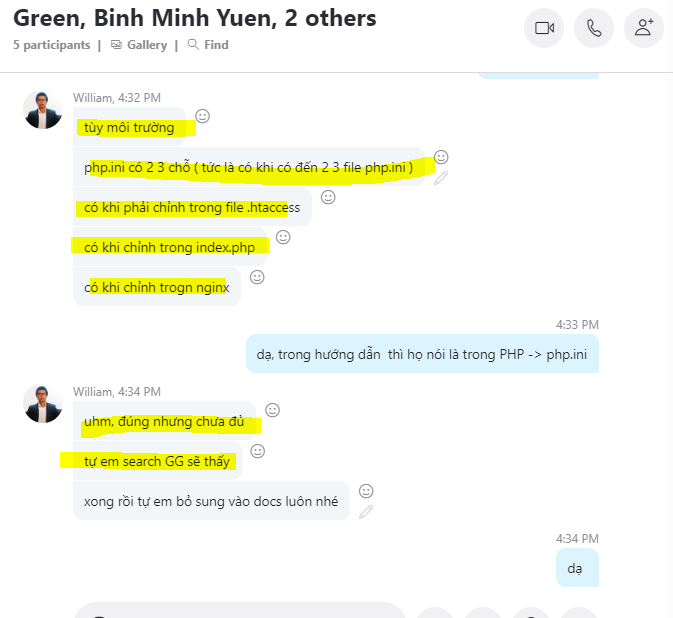 Green, Binh Minh Yuen, 2 others
5 participants | Gallery | Find
William, 4:32 PM
tùy môi trường
php.ini có 2 3 chỗ ( tức là có khi có đến 2 3 file php.ini )
có khi phải chỉnh trong file .htaccess
có khi chỉnh trong index.php
có khi chỉnh trogn nginx
4:33 PM
dạ, trong hướng dẫn thì họ nói là trong PHP -> php.ini
William, 4:34 PM
uhm, đúng nhưng chưa đủ
tự em search GG sẽ thấy
xong rồi tự em bỏ sung vào docs luôn nhé
4:34 PM
dạ